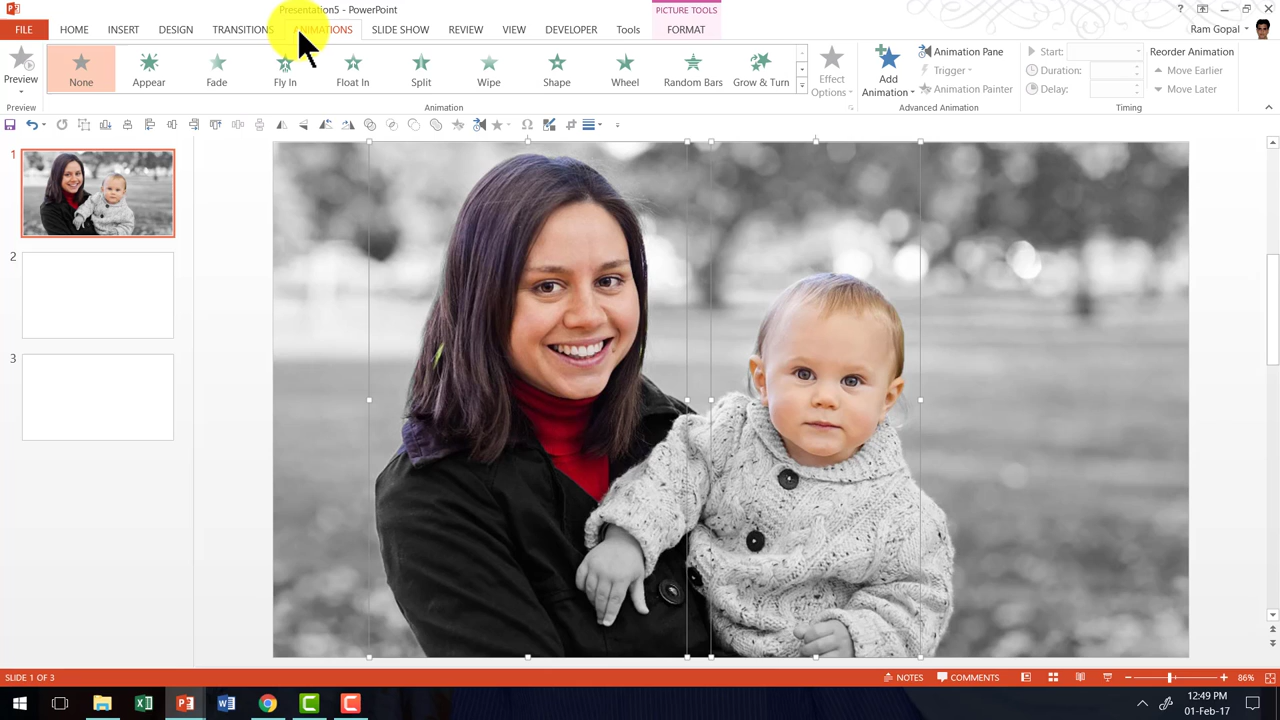 Presentation5 - PowerPoint
PICTURE TOOLS
FILE HOME INSERT DESIGN TRANSITIONS ANIMATIONS SLIDE SHOW REVIEW VIEW DEVELOPER Tools FORMAT Ram Gopal
Preview None Appear Fade Fly In Float In Split Wipe Shape Wheel Random Bars Grow & Turn Effect Options Add Animation
Animation Pane Start: Reorder Animation
Trigger Duration: Move Earlier
Animation Painter Delay: Move Later
Preview Animation Advanced Animation Timing
1
2
3
SLIDE 1 OF 3 NOTES COMMENTS 86%
12:49 PM
01-Feb-17